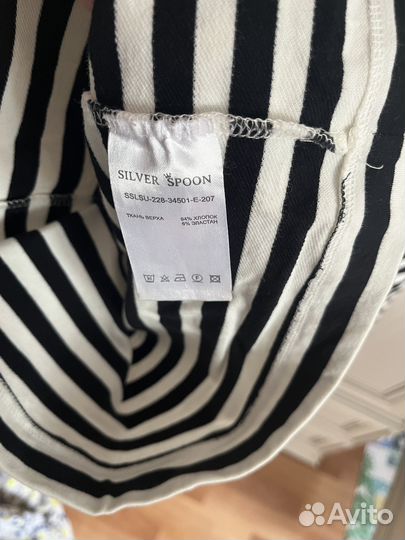 SILVER SPOON
SSLSU-228-34501-E-207
ТКАНЬ ВЕРХА 94% ХЛОПОК
6% ЭЛАСТАН
Avito